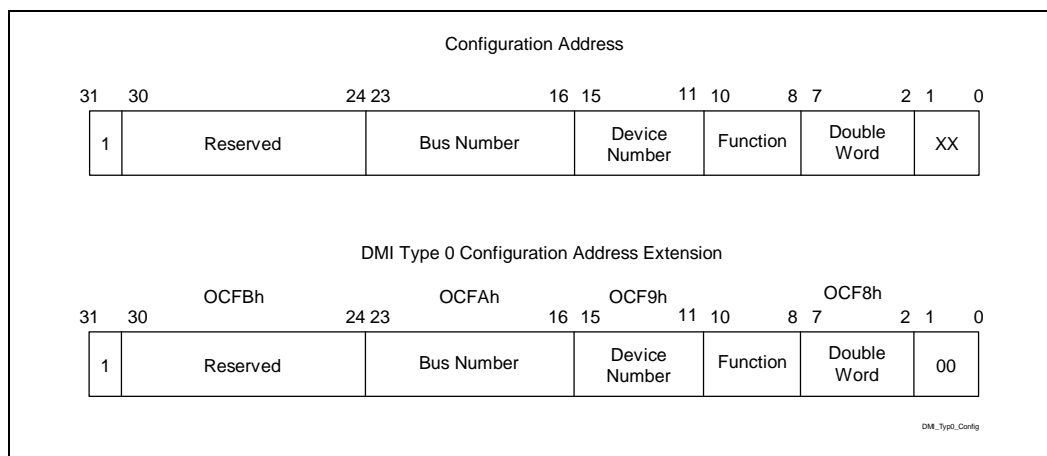 Configuration Address
31 30 24 23 16 15 11 10 8 7 2 1 0
1 Reserved Bus Number Device Number Function Double Word XX
DMI Type 0 Configuration Address Extension
OCFBh OCFAh OCF9h OCF8h
31 30 24 23 16 15 11 10 8 7 2 1 0
1 Reserved Bus Number Device Number Function Double Word 00
DMI_Typ0_Config